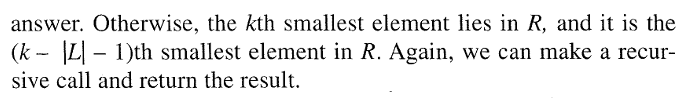 answer. Otherwise, the kth smallest element lies in R, and it is the
(k – |L| – 1)th smallest element in R. Again, we can make a recur-
sive call and return the result.